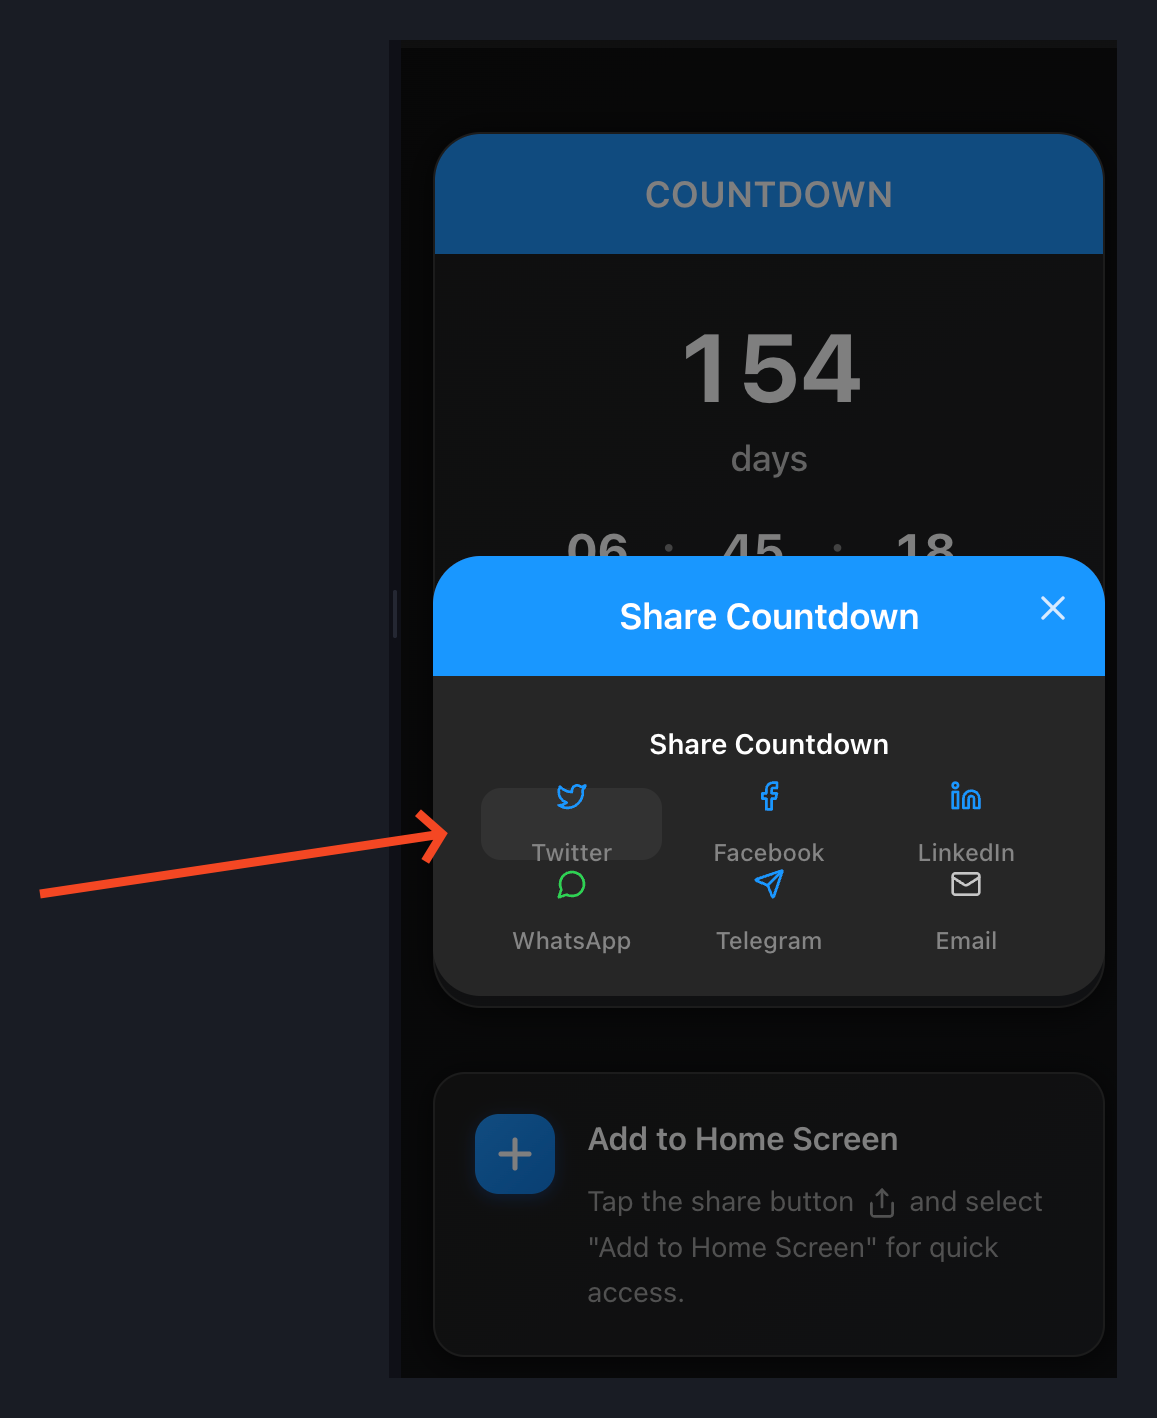 COUNTDOWN
154
days
06 : 45 : 18
Share Countdown
Share Countdown
Twitter Facebook LinkedIn
WhatsApp Telegram Email
Add to Home Screen
Tap the share button and select
"Add to Home Screen" for quick
access.